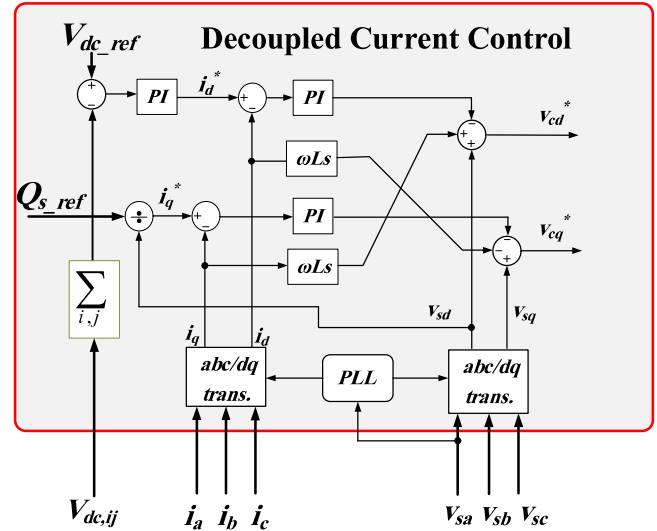 Decoupled Current Control
V_dc_ref
+
−
PI
i_d*
+
−
PI
−
+
+
v_cd*
ωLs
Q_s_ref
÷
i_q*
+
−
PI
−
−
+
v_cq*
ωLs
∑
i,j
v_sd
v_sq
i_q
i_d
abc/dq
trans.
PLL
abc/dq
trans.
V_dc,ij
i_a
i_b
i_c
v_sa
v_sb
v_sc